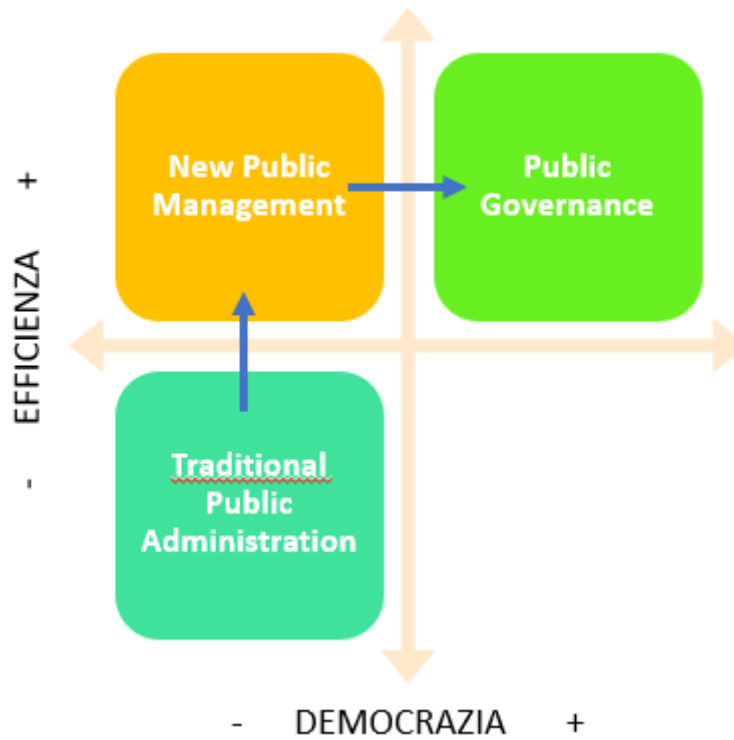 New Public
Management
Public
Governance
+
EFFICIENZA
-
Traditional
Public
Administration
- DEMOCRAZIA +